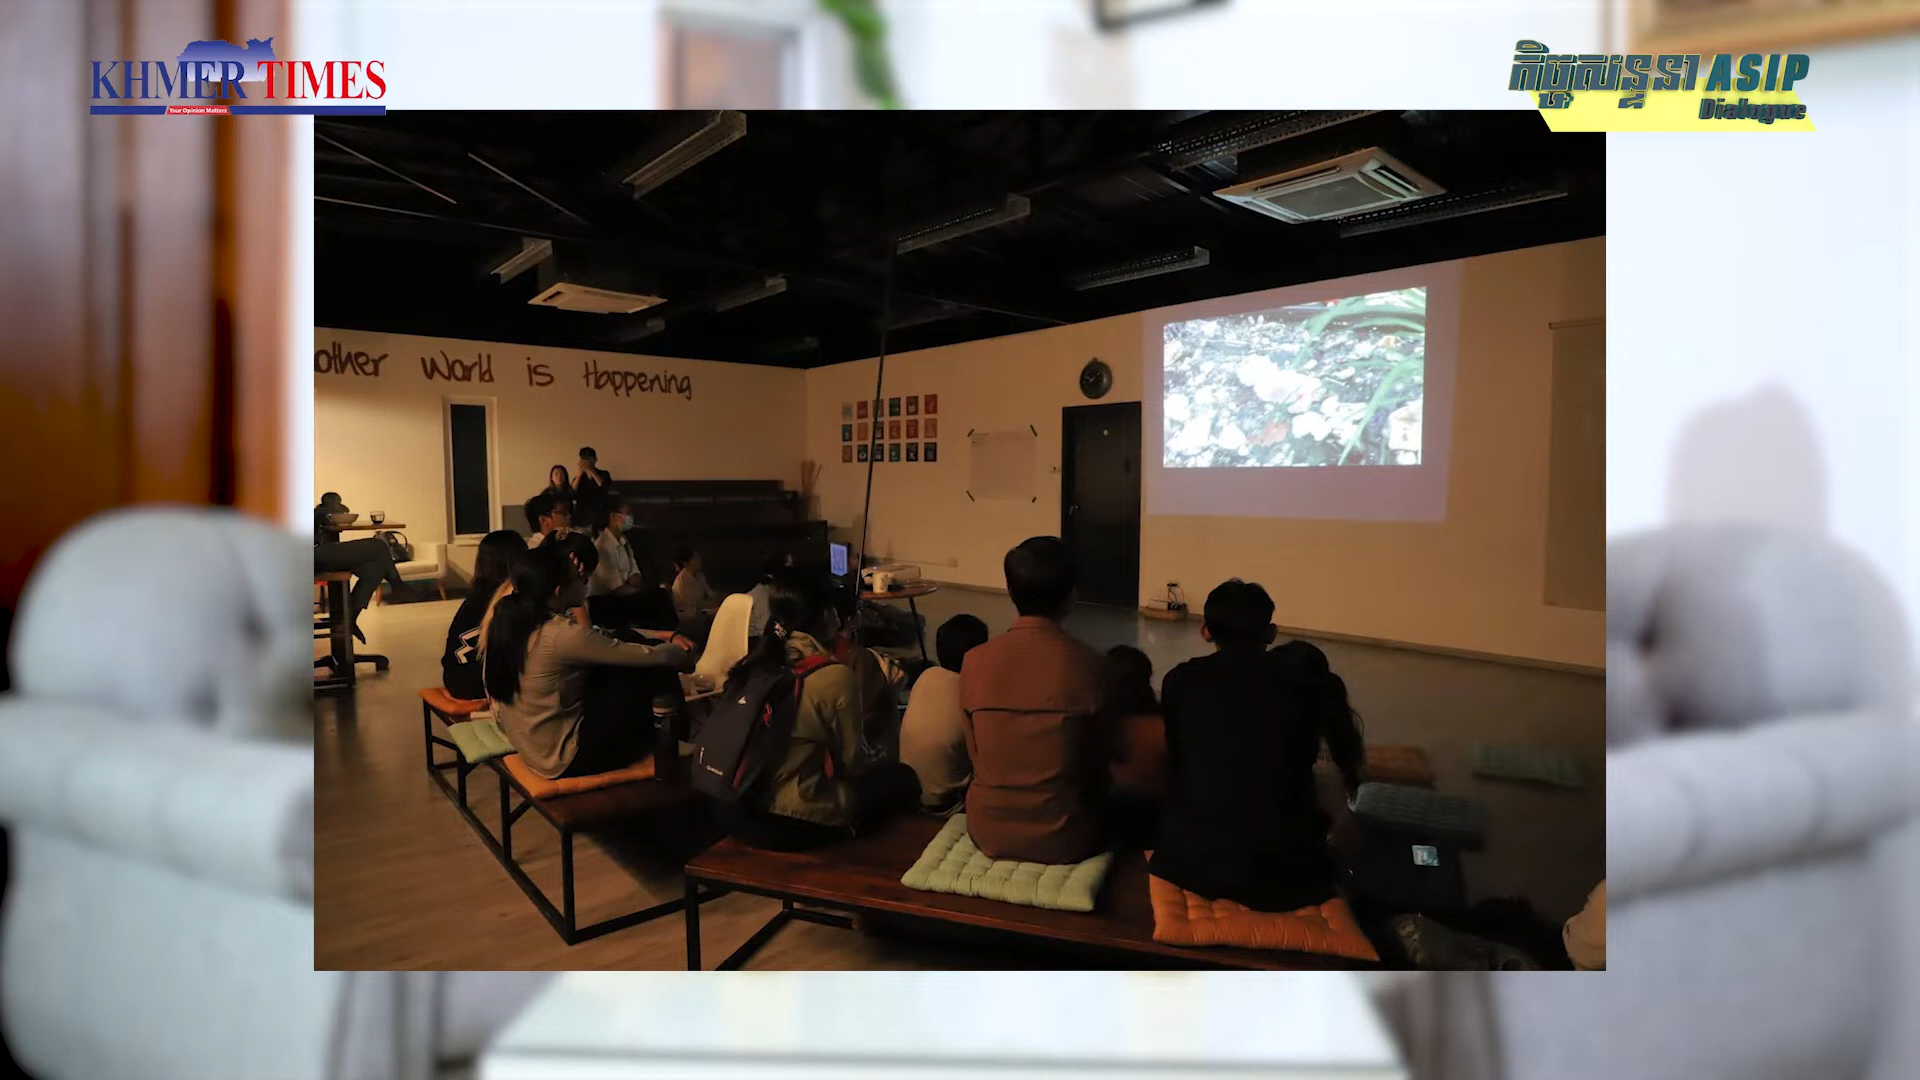 KHMER TIMES
Your Opinion Matters
កិច្ចសន្ទនា ASIP
Dialogue
other World is Happening